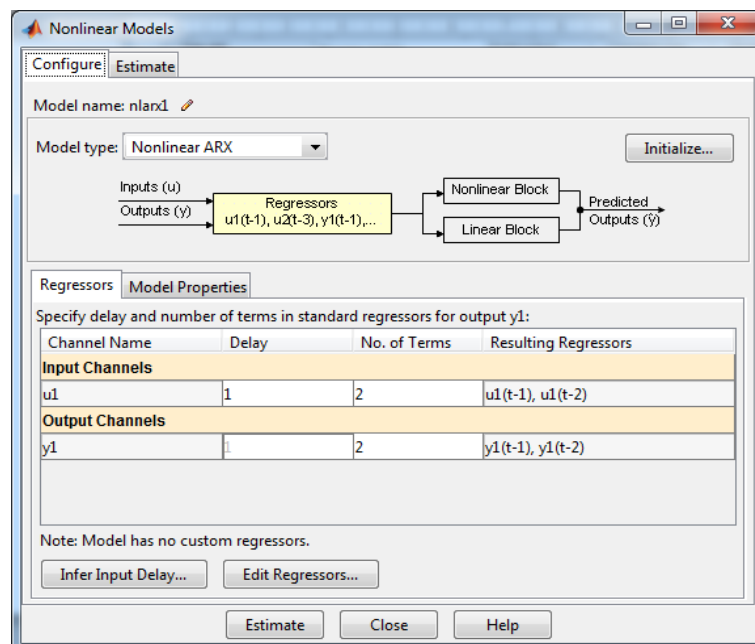 Nonlinear Models
Configure Estimate
Model name: nlarx1
Model type: Nonlinear ARX Initialize...
Inputs (u)
Outputs (y)
Regressors
u1(t-1), u2(t-3), y1(t-1),...
Nonlinear Block
Linear Block
Predicted
Outputs (ŷ)
Regressors Model Properties
Specify delay and number of terms in standard regressors for output y1:
Channel Name Delay No. of Terms Resulting Regressors
Input Channels
u1 1 2 u1(t-1), u1(t-2)
Output Channels
y1 1 2 y1(t-1), y1(t-2)
Note: Model has no custom regressors.
Infer Input Delay... Edit Regressors...
Estimate Close Help